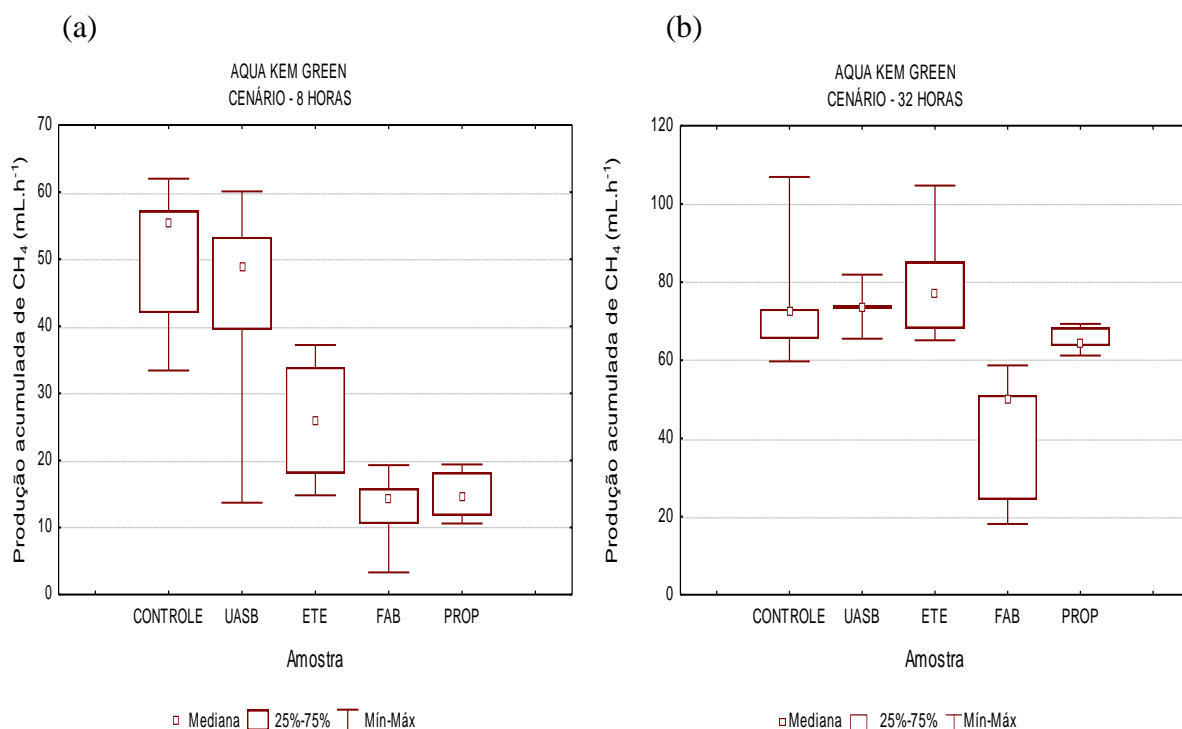 (a)
AQUA KEM GREEN
CENÁRIO - 8 HORAS
Produção acumulada de CH₄ (mL.h⁻¹)
70
60
50
40
30
20
10
0
CONTROLE UASB ETE FAB PROP
Amostra
Mediana 25%-75% Mín-Máx
(b)
AQUA KEM GREEN
CENÁRIO - 32 HORAS
Produção acumulada de CH₄ (mL.h⁻¹)
120
100
80
60
40
20
0
CONTROLE UASB ETE FAB PROP
Amostra
Mediana 25%-75% Mín-Máx